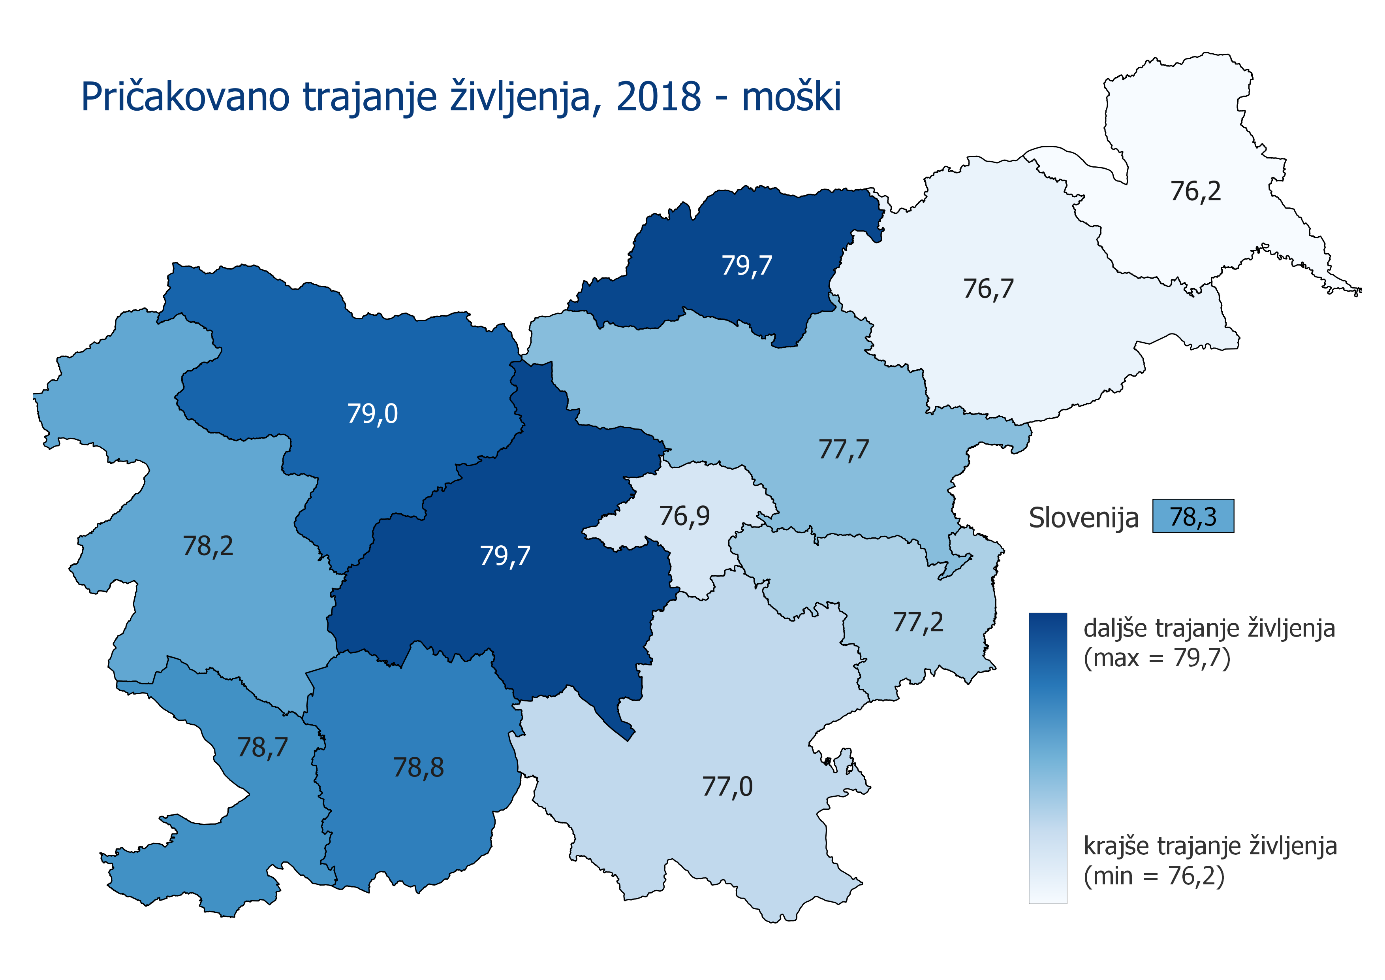 Pričakovano trajanje življenja, 2018 - moški
76,2
79,7
76,7
79,0
77,7
76,9
Slovenija 78,3
78,2
79,7
77,2
daljše trajanje življenja
(max = 79,7)
78,7
78,8
77,0
krajše trajanje življenja
(min = 76,2)